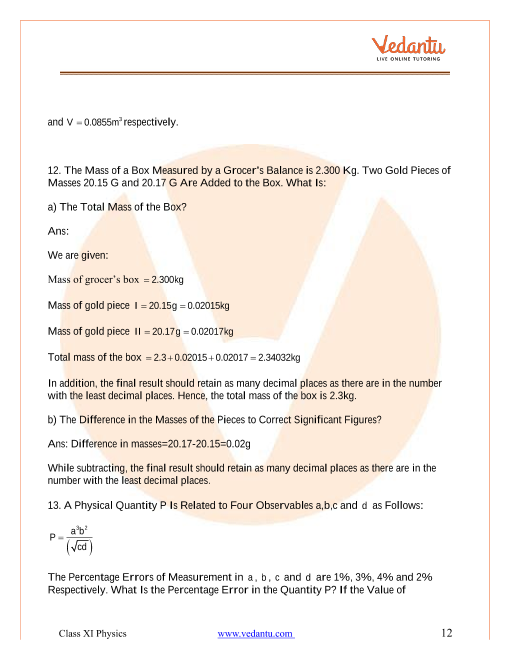 Vedantu
LIVE ONLINE TUTORING
and V = 0.0855m³ respectively.
12. The Mass of a Box Measured by a Grocer's Balance is 2.300 Kg. Two Gold Pieces of
Masses 20.15 G and 20.17 G Are Added to the Box. What Is:
a) The Total Mass of the Box?
Ans:
We are given:
Mass of grocer's box = 2.300kg
Mass of gold piece I = 20.15g = 0.02015kg
Mass of gold piece II = 20.17g = 0.02017kg
Total mass of the box = 2.3 + 0.02015 + 0.02017 = 2.34032kg
In addition, the final result should retain as many decimal places as there are in the number
with the least decimal places. Hence, the total mass of the box is 2.3kg.
b) The Difference in the Masses of the Pieces to Correct Significant Figures?
Ans: Difference in masses=20.17-20.15=0.02g
While subtracting, the final result should retain as many decimal places as there are in the
number with the least decimal places.
13. A Physical Quantity P Is Related to Four Observables a,b,c and d as Follows:
P = a³b² / (√cd)
The Percentage Errors of Measurement in a, b, c and d are 1%, 3%, 4% and 2%
Respectively. What Is the Percentage Error in the Quantity P? If the Value of
Class XI Physics www.vedantu.com 12